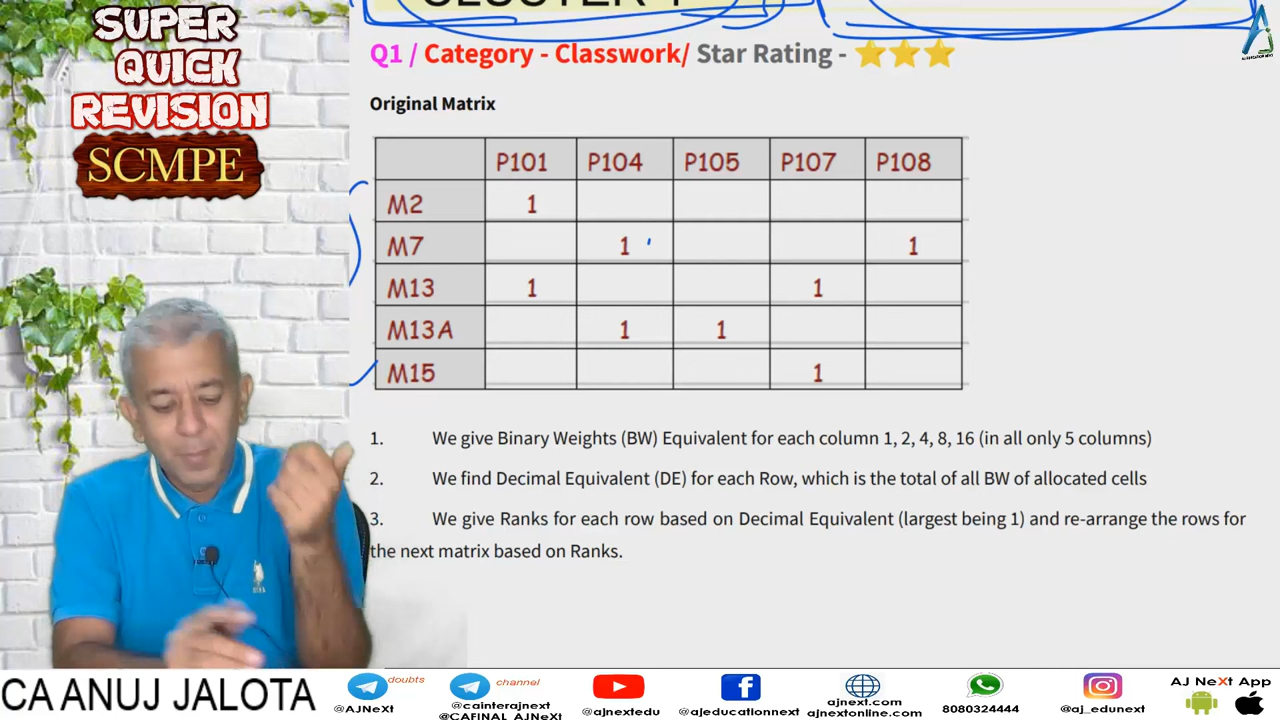 SUPER
QUICK
REVISION
SCMPE
Q1 / Category - Classwork/ Star Rating - ⭐⭐⭐
Original Matrix
P101 P104 P105 P107 P108
M2 1
M7 1 1
M13 1 1
M13A 1 1
M15 1
1. We give Binary Weights (BW) Equivalent for each column 1, 2, 4, 8, 16 (in all only 5 columns)
2. We find Decimal Equivalent (DE) for each Row, which is the total of all BW of allocated cells
3. We give Ranks for each row based on Decimal Equivalent (largest being 1) and re-arrange the rows for
the next matrix based on Ranks.
CA ANUJ JALOTA
doubts
@AJNeXt
channel
@cainterajnext
@CAFINAL_AJNeXt
@ajnextedu
@ajeducationnext
ajnext.com
ajnextonline.com
8080324444
@aj_edunext
AJ NeXt App